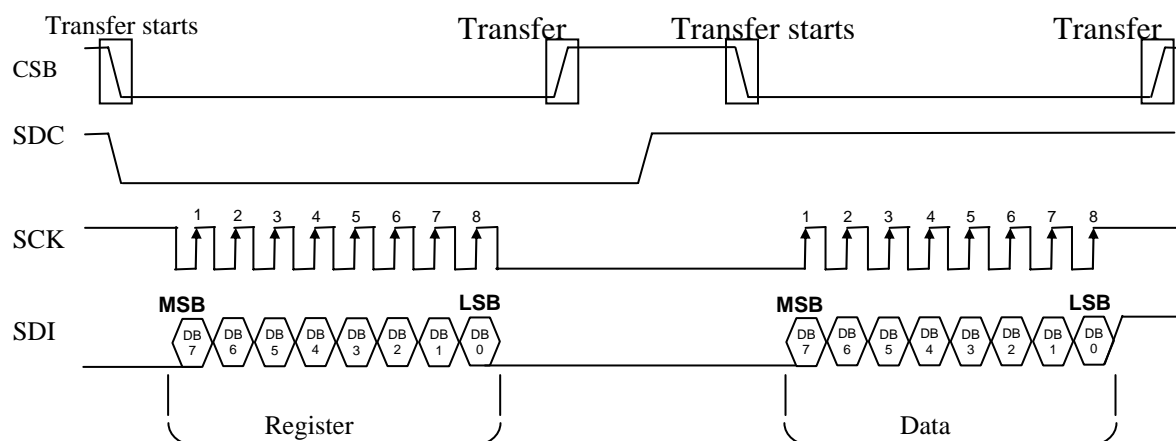 Transfer starts Transfer Transfer starts Transfer
CSB
SDC
SCK 1 2 3 4 5 6 7 8 1 2 3 4 5 6 7 8
MSB LSB MSB LSB
SDI DB 7 DB 6 DB 5 DB 4 DB 3 DB 2 DB 1 DB 0 DB 7 DB 6 DB 5 DB 4 DB 3 DB 2 DB 1 DB 0
Register Data